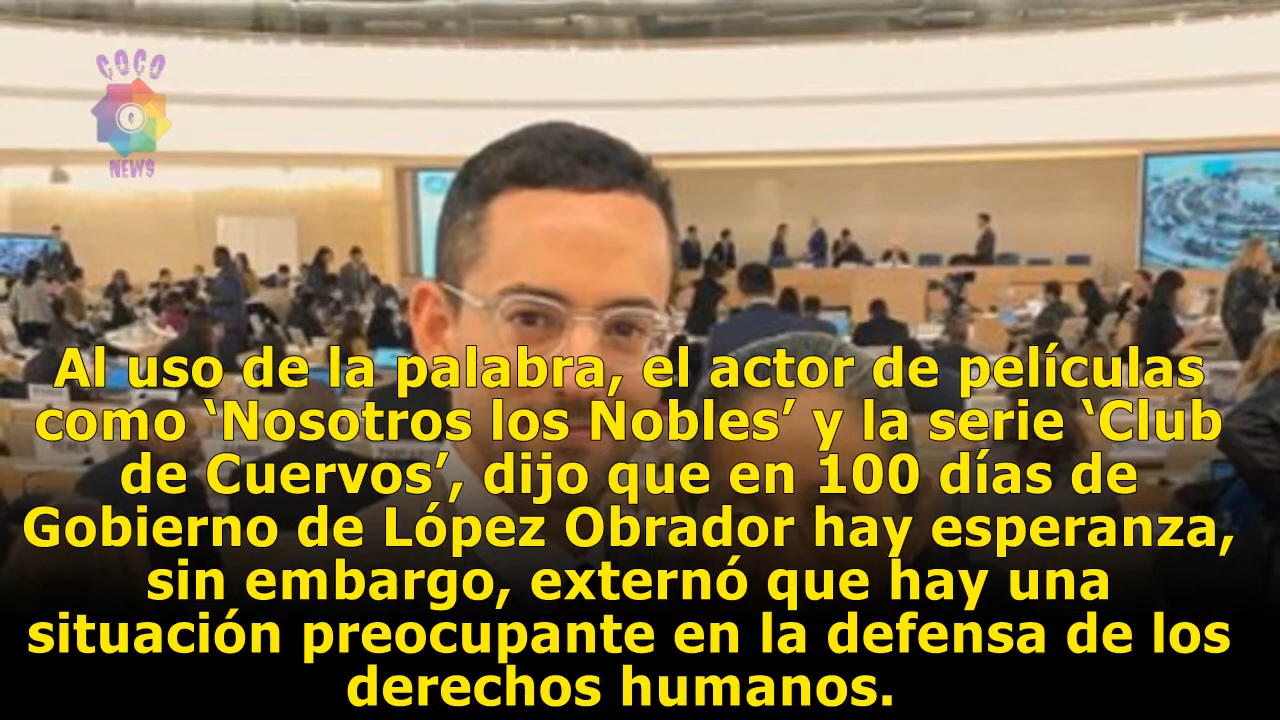 COCO
NEWS
Al uso de la palabra, el actor de películas
como ‘Nosotros los Nobles’ y la serie ‘Club
de Cuervos’, dijo que en 100 días de
Gobierno de López Obrador hay esperanza,
sin embargo, externó que hay una
situación preocupante en la defensa de los
derechos humanos.